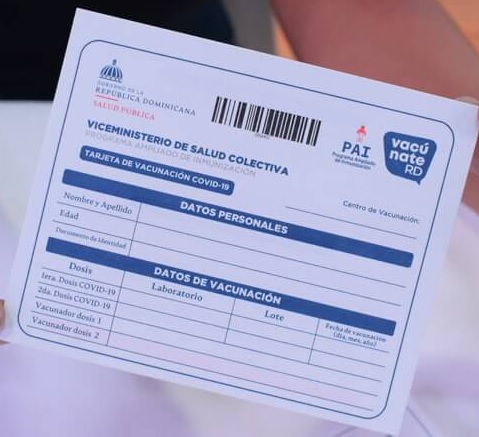 GOBIERNO DE LA
REPÚBLICA DOMINICANA
SALUD PÚBLICA
VICEMINISTERIO DE SALUD COLECTIVA
PROGRAMA AMPLIADO DE INMUNIZACIÓN
TARJETA DE VACUNACIÓN COVID-19
PAI
Programa Ampliado
de Inmunización
vacú
nate
RD
Centro de Vacunación:
DATOS PERSONALES
Nombre y Apellido
Edad
Documento de Identidad
DATOS DE VACUNACIÓN
Dosis
Laboratorio
Lote
Fecha de vacunación
(día, mes, año)
1era. Dosis COVID-19
2da. Dosis COVID-19
Vacunador dosis 1
Vacunador dosis 2